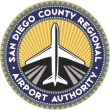 SAN DIEGO COUNTY REGIONAL
AIRPORT AUTHORITY